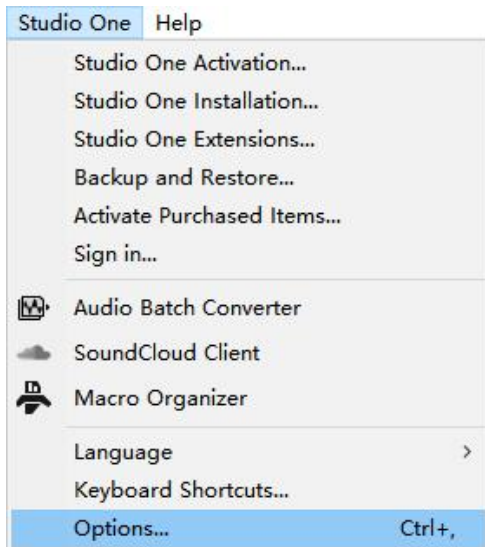 Studio One Help
Studio One Activation...
Studio One Installation...
Studio One Extensions...
Backup and Restore...
Activate Purchased Items...
Sign in...
Audio Batch Converter
SoundCloud Client
Macro Organizer
Language >
Keyboard Shortcuts...
Options... Ctrl+,